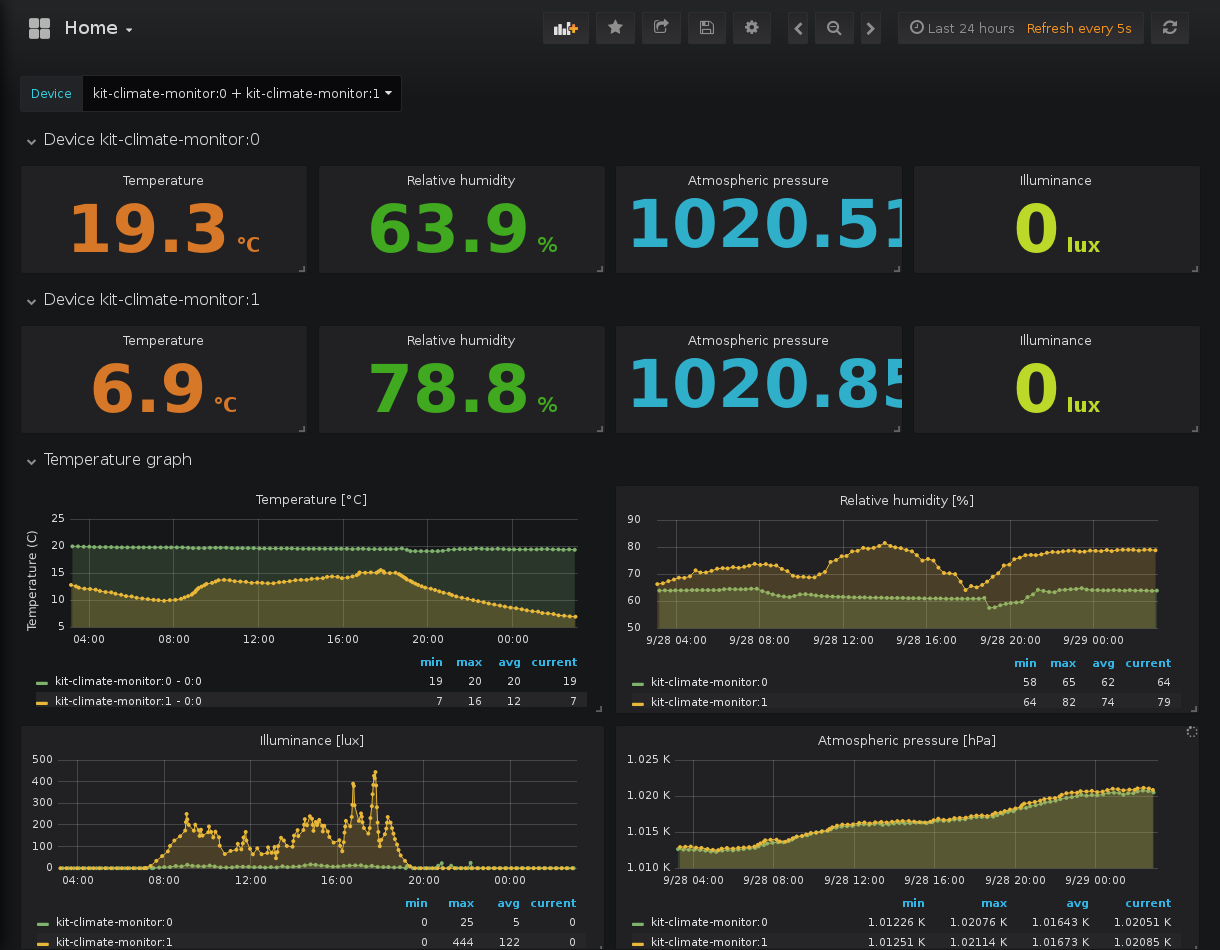 Home
Last 24 hours Refresh every 5s
Device kit-climate-monitor:0 + kit-climate-monitor:1
Device kit-climate-monitor:0
Temperature Relative humidity Atmospheric pressure Illuminance
19.3 °C 63.9 % 1020.51 0 lux
Device kit-climate-monitor:1
Temperature Relative humidity Atmospheric pressure Illuminance
6.9 °C 78.8 % 1020.85 0 lux
Temperature graph
Temperature [°C]
Temperature (C)
25
20
15
10
5
04:00 08:00 12:00 16:00 20:00 00:00
min max avg current
kit-climate-monitor:0 - 0:0 19 20 20 19
kit-climate-monitor:1 - 0:0 7 16 12 7
Relative humidity [%]
90
80
70
60
50
9/28 04:00 9/28 08:00 9/28 12:00 9/28 16:00 9/28 20:00 9/29 00:00
min max avg current
kit-climate-monitor:0 58 65 62 64
kit-climate-monitor:1 64 82 74 79
Illuminance [lux]
500
400
300
200
100
0
04:00 08:00 12:00 16:00 20:00 00:00
min max avg current
kit-climate-monitor:0 0 25 5 0
kit-climate-monitor:1 0 444 122 0
Atmospheric pressure [hPa]
1.025 K
1.020 K
1.015 K
1.010 K
9/28 04:00 9/28 08:00 9/28 12:00 9/28 16:00 9/28 20:00 9/29 00:00
min max avg current
kit-climate-monitor:0 1.01226 K 1.02076 K 1.01643 K 1.02051 K
kit-climate-monitor:1 1.01251 K 1.02114 K 1.01673 K 1.02085 K